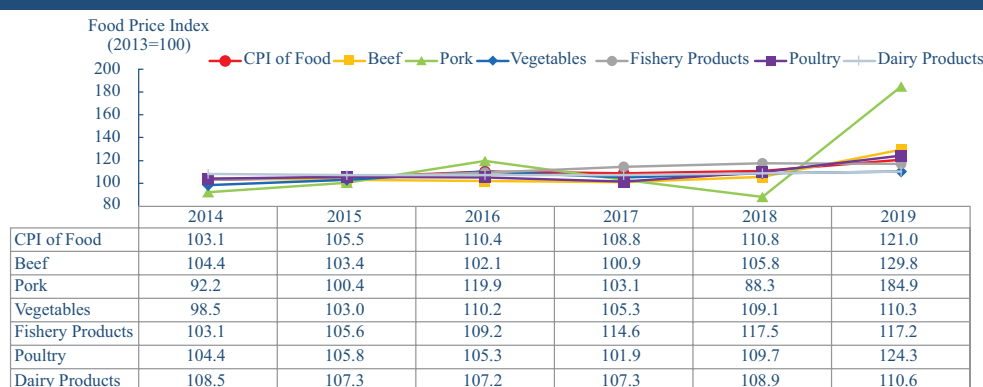 Food Price Index
(2013=100)
CPI of Food Beef Pork Vegetables Fishery Products Poultry Dairy Products
200
180
160
140
120
100
80
2014 2015 2016 2017 2018 2019
CPI of Food 103.1 105.5 110.4 108.8 110.8 121.0
Beef 104.4 103.4 102.1 100.9 105.8 129.8
Pork 92.2 100.4 119.9 103.1 88.3 184.9
Vegetables 98.5 103.0 110.2 105.3 109.1 110.3
Fishery Products 103.1 105.6 109.2 114.6 117.5 117.2
Poultry 104.4 105.8 105.3 101.9 109.7 124.3
Dairy Products 108.5 107.3 107.2 107.3 108.9 110.6